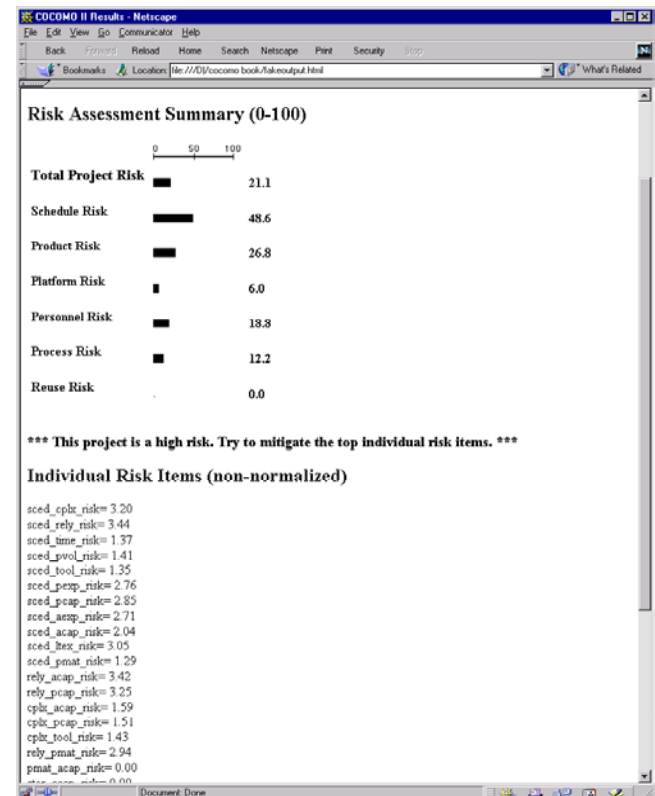 COCOMO II Results - Netscape
File Edit View Go Communicator Help
Back Forward Reload Home Search Netscape Print Security Stop
Bookmarks Location: file:///D|/cocomo book/fakeoutput.html What's Related
Risk Assessment Summary (0-100)
0 50 100
Total Project Risk 21.1
Schedule Risk 48.6
Product Risk 26.8
Platform Risk 6.0
Personnel Risk 18.8
Process Risk 12.2
Reuse Risk 0.0
*** This project is a high risk. Try to mitigate the top individual risk items. ***
Individual Risk Items (non-normalized)
sced_cplx_risk= 3.20
sced_rely_risk= 3.44
sced_time_risk= 1.37
sced_pvol_risk= 1.41
sced_tool_risk= 1.35
sced_pexp_risk= 2.76
sced_pcap_risk= 2.85
sced_aexp_risk= 2.71
sced_acap_risk= 2.04
sced_ltex_risk= 3.05
sced_pmat_risk= 1.29
rely_acap_risk= 3.42
rely_pcap_risk= 3.25
cplx_acap_risk= 1.59
cplx_pcap_risk= 1.51
cplx_tool_risk= 1.43
rely_pmat_risk= 2.94
pmat_acap_risk= 0.00
Document: Done